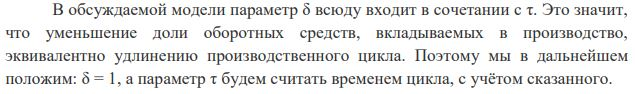 В обсуждаемой модели параметр δ всюду входит в сочетании с τ. Это значит,
что уменьшение доли оборотных средств, вкладываемых в производство,
эквивалентно удлинению производственного цикла. Поэтому мы в дальнейшем
положим: δ = 1, а параметр τ будем считать временем цикла, с учётом сказанного.